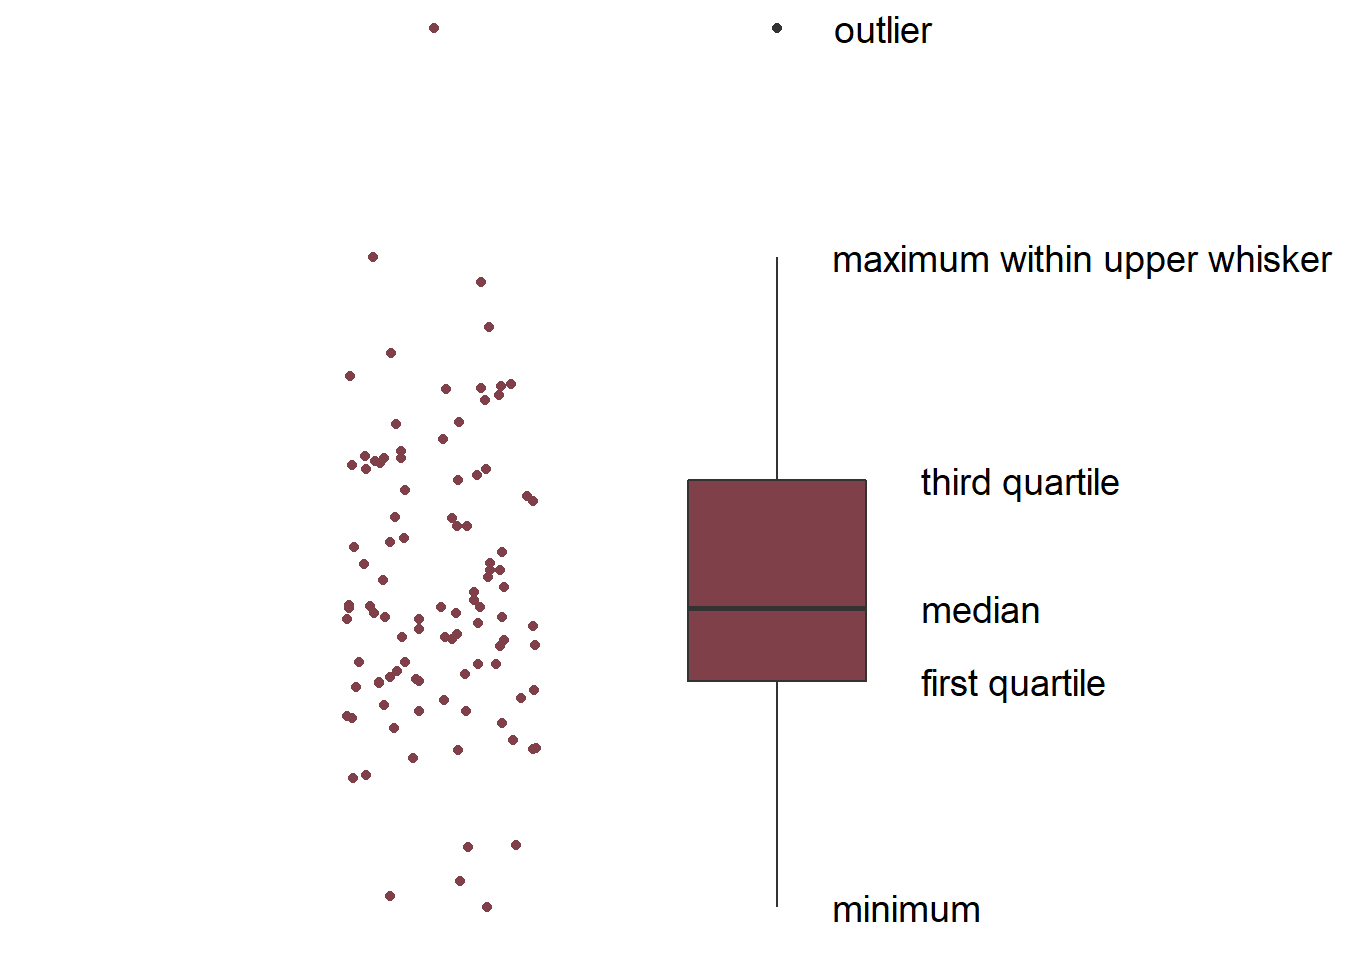 outlier
maximum within upper whisker
third quartile
median
first quartile
minimum